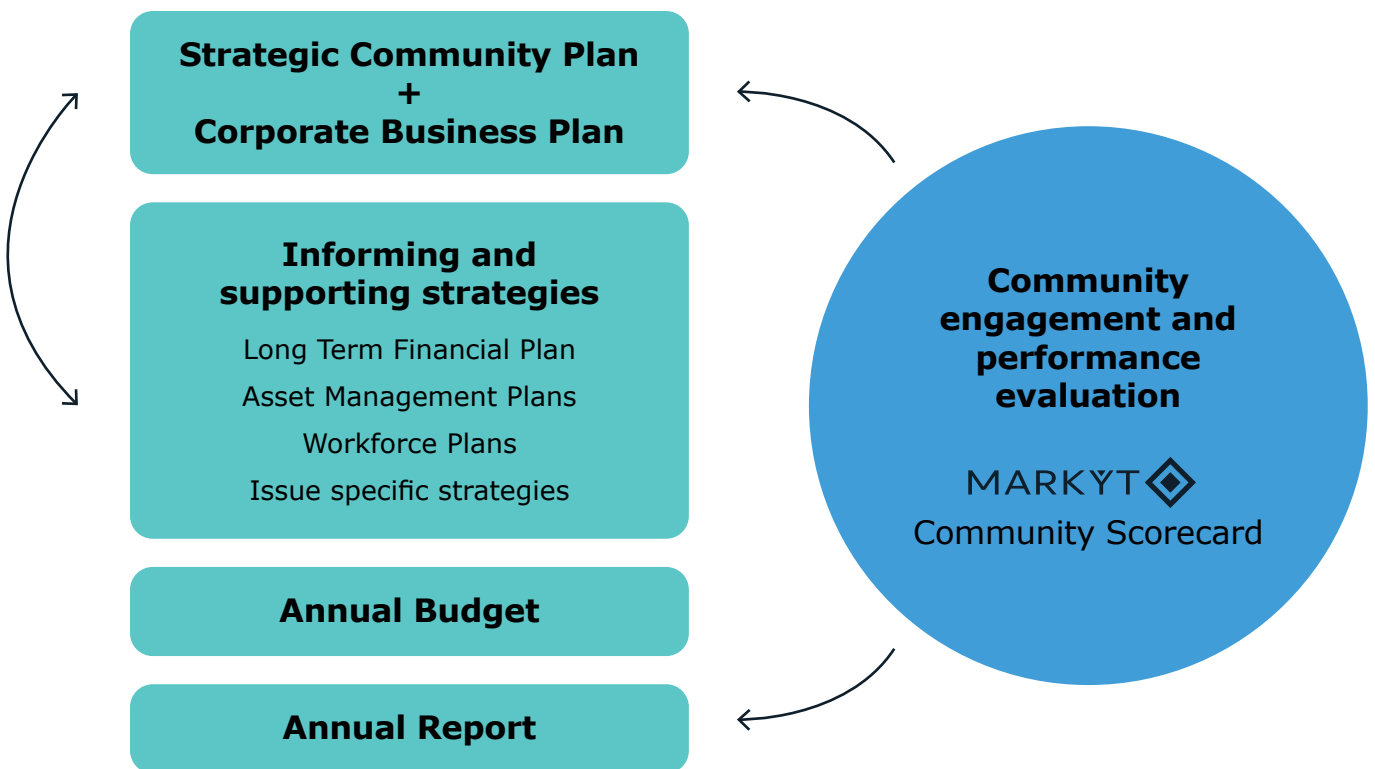 Strategic Community Plan
+
Corporate Business Plan
Informing and
supporting strategies
Long Term Financial Plan
Asset Management Plans
Workforce Plans
Issue specific strategies
Annual Budget
Annual Report
Community
engagement and
performance
evaluation
MARKYT
Community Scorecard